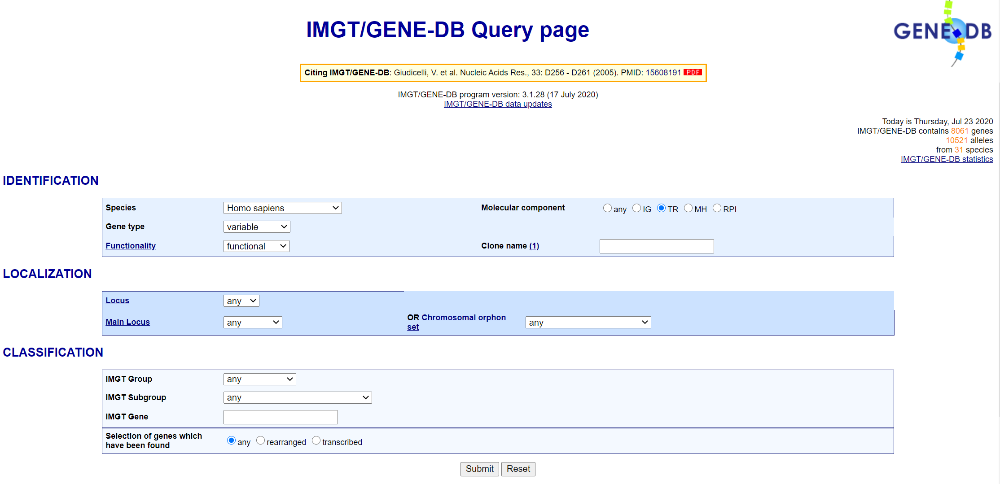 IMGT/GENE-DB Query page
GENE DB
Citing IMGT/GENE-DB: Giudicelli, V. et al. Nucleic Acids Res., 33: D256 - D261 (2005). PMID: 15608191 PDF
IMGT/GENE-DB program version: 3.1.28 (17 July 2020)
IMGT/GENE-DB data updates
Today is Thursday, Jul 23 2020
IMGT/GENE-DB contains 8061 genes
10521 alleles
from 31 species
IMGT/GENE-DB statistics
IDENTIFICATION
Species Homo sapiens Molecular component any IG TR MH RPI
Gene type variable
Functionality functional Clone name (1)
LOCALIZATION
Locus any
Main Locus any OR Chromosomal orphon
set any
CLASSIFICATION
IMGT Group any
IMGT Subgroup any
IMGT Gene
Selection of genes which
have been found any rearranged transcribed
Submit Reset